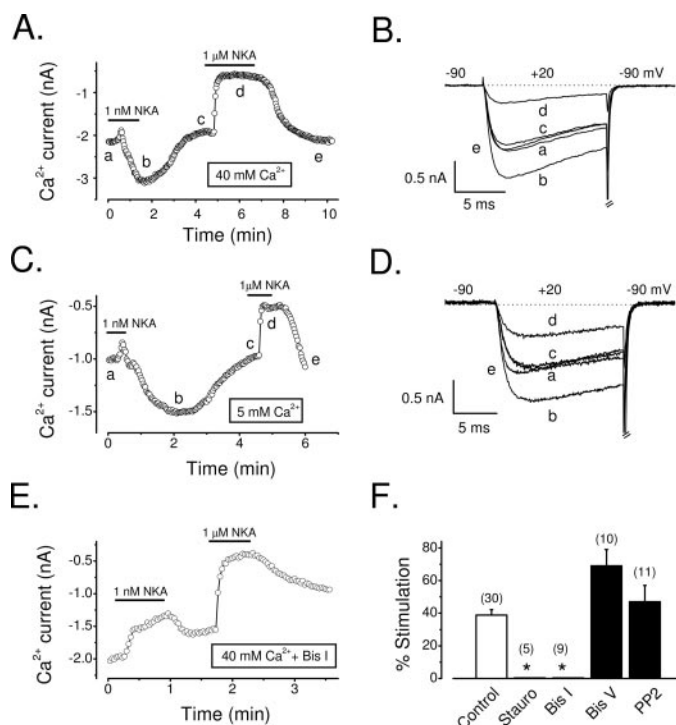 A.
1 μM NKA
1 nM NKA
Ca2+ current (nA)
-1
-2
-3
a
b
c
d
e
40 mM Ca2+
0
2
4
6
8
10
Time (min)
B.
-90
+20
-90 mV
d
c
a
e
b
0.5 nA
5 ms
C.
1μM NKA
1 nM NKA
Ca2+ current (nA)
-0.5
-1.0
-1.5
a
b
c
d
e
5 mM Ca2+
0
2
4
6
Time (min)
D.
-90
+20
-90 mV
d
c
a
e
b
0.5 nA
5 ms
E.
1 μM NKA
1 nM NKA
Ca2+ current (nA)
-0.5
-1.0
-1.5
-2.0
40 mM Ca2++ Bis I
0
1
2
3
Time (min)
F.
% Stimulation
80
60
40
20
0
(30)
(5)
(9)
(10)
(11)
*
*
Control
Stauro
Bis I
Bis V
PP2